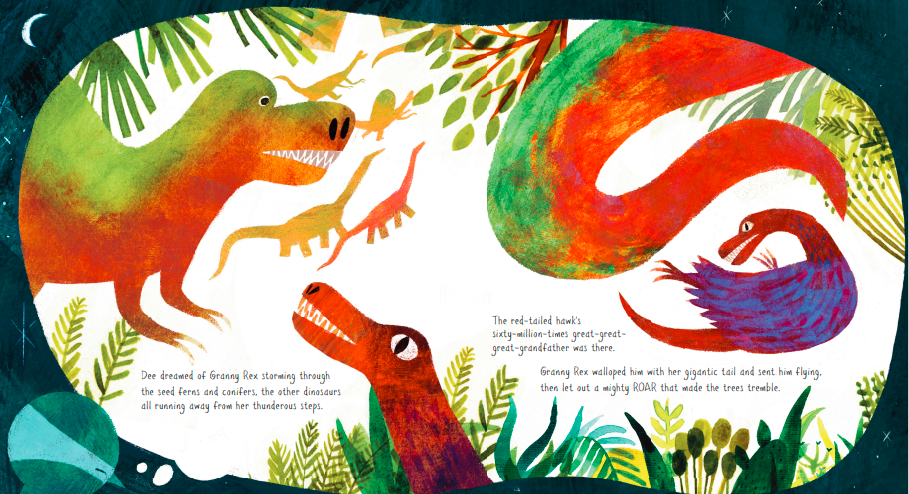 Dee dreamed of Granny Rex storming through
the seed ferns and conifers, the other dinosaurs
all running away from her thunderous steps.
The red-tailed hawk's
sixty-million-times great-great-
great-grandfather was there.
Granny Rex walloped him with her gigantic tail and sent him flying,
then let out a mighty ROAR that made the trees tremble.